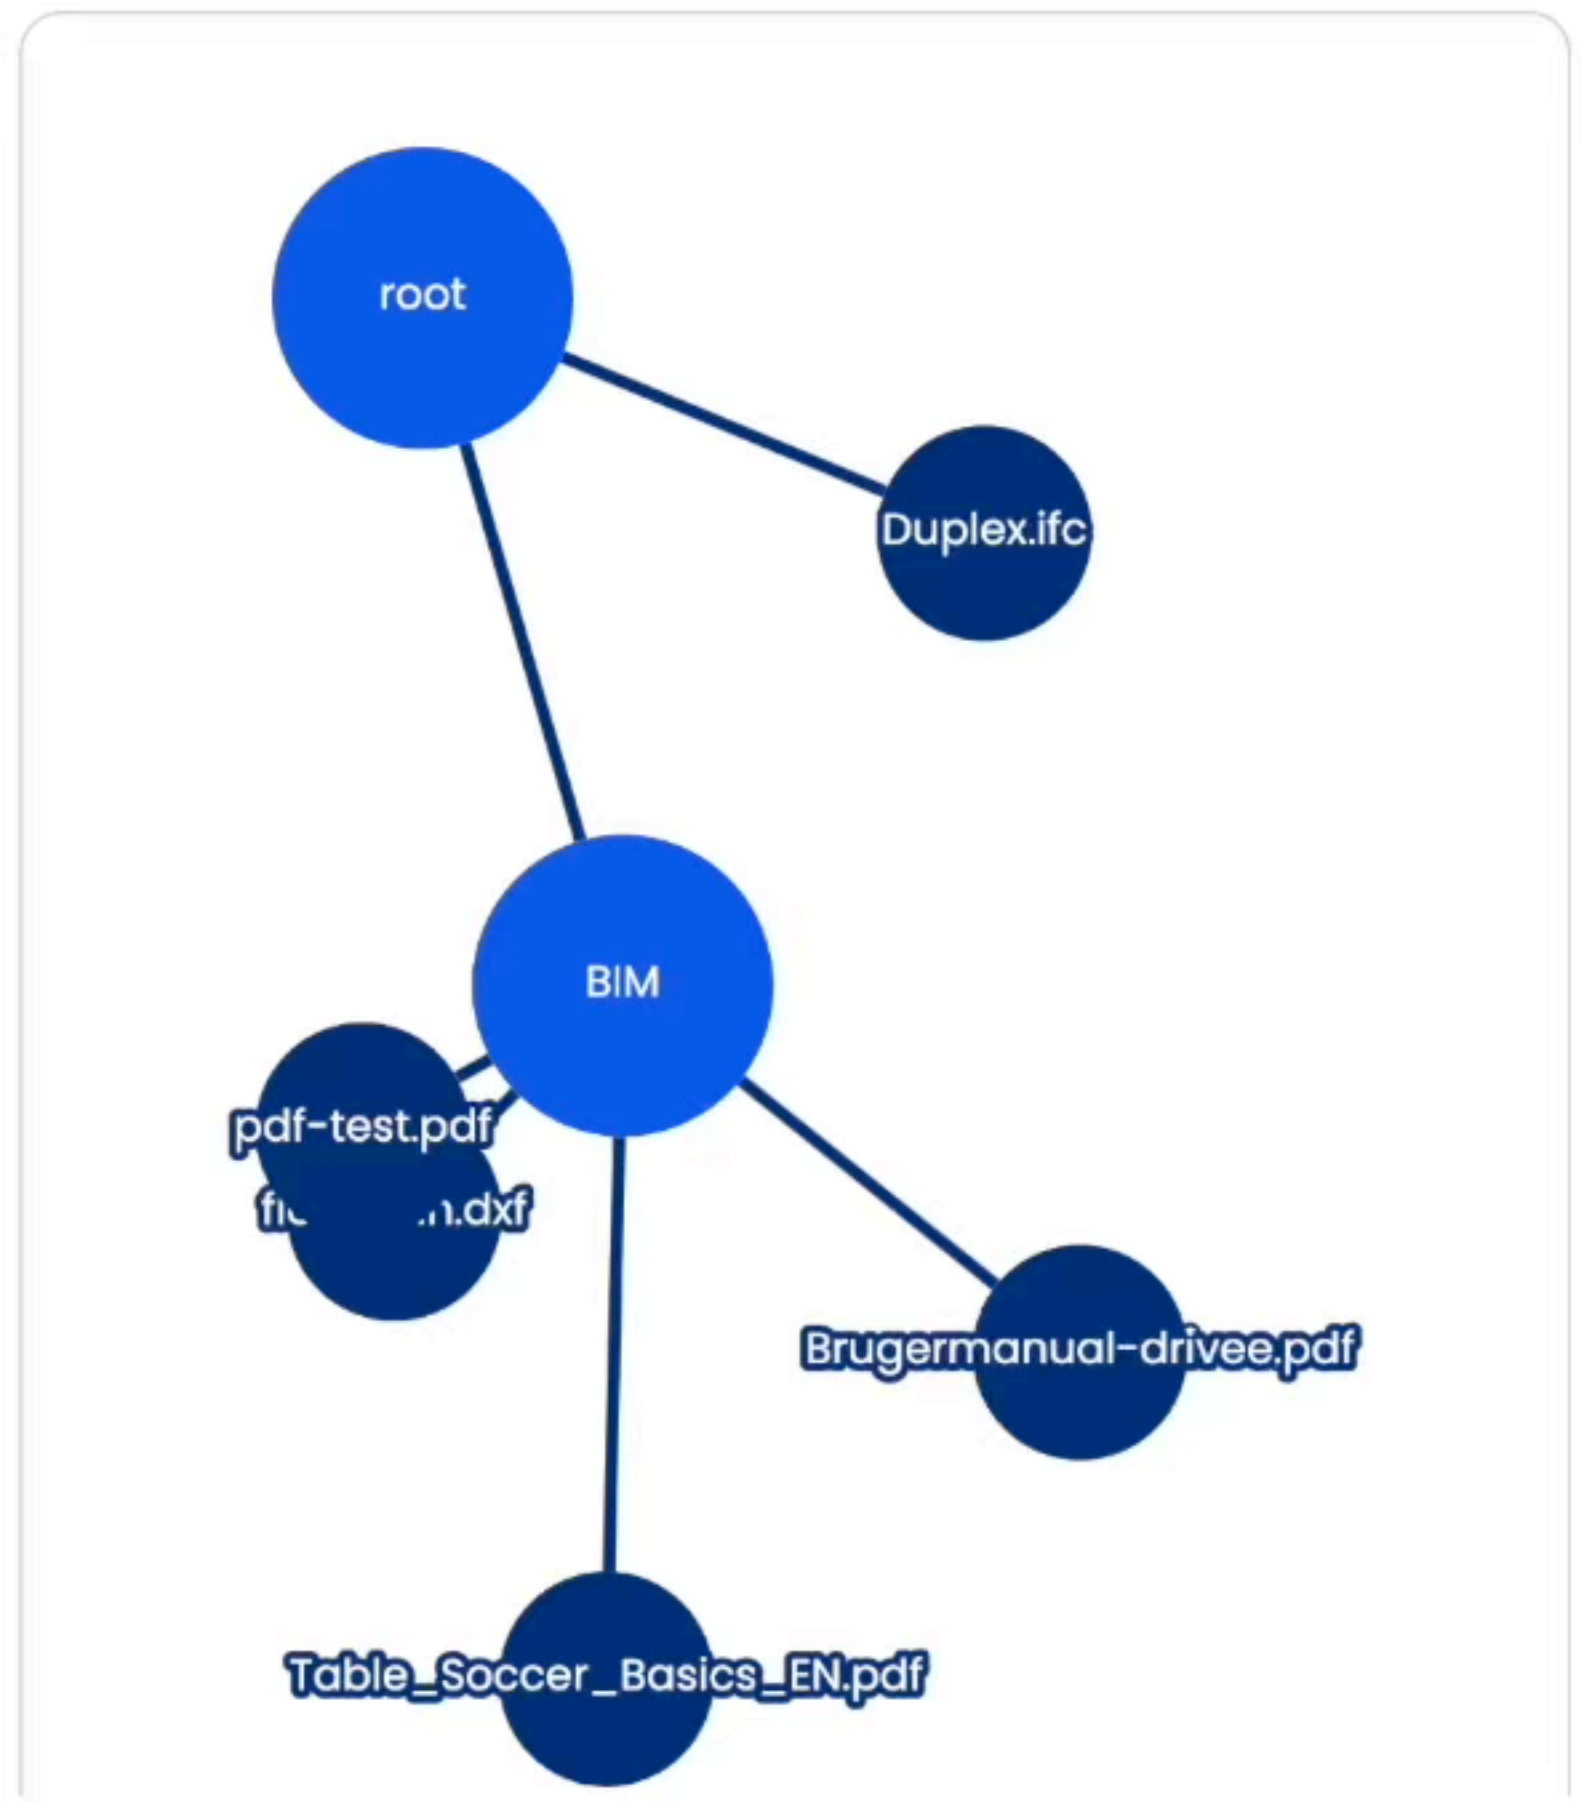 root
Duplex.ifc
BIM
pdf-test.pdf
Brugermanual-drivee.pdf
Table_Soccer_Basics_EN.pdf